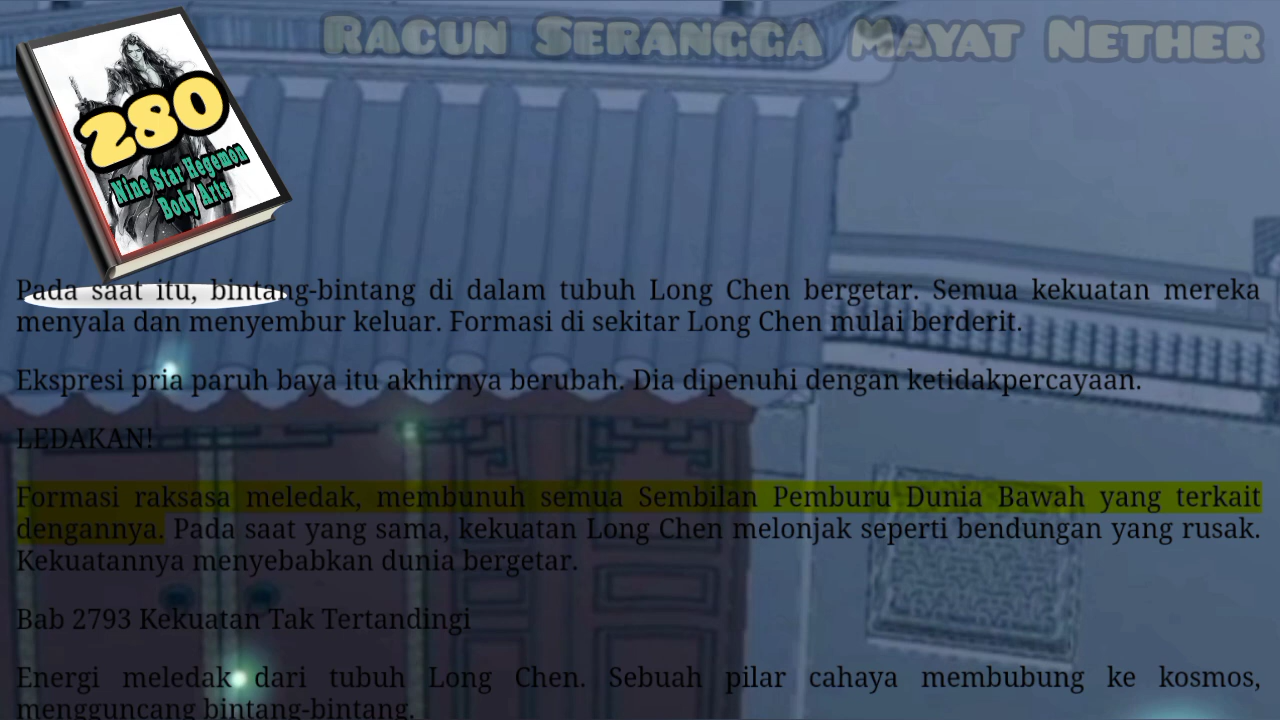 Racun Serangga Mayat Nether
280
Nine Star Hegemon
Body Arts
Pada saat itu, bintang-bintang di dalam tubuh Long Chen bergetar. Semua kekuatan mereka
menyala dan menyembur keluar. Formasi di sekitar Long Chen mulai berderit.
Ekspresi pria paruh baya itu akhirnya berubah. Dia dipenuhi dengan ketidakpercayaan.
LEDAKAN!
Formasi raksasa meledak, membunuh semua Sembilan Pemburu Dunia Bawah yang terkait
dengannya. Pada saat yang sama, kekuatan Long Chen melonjak seperti bendungan yang rusak.
Kekuatannya menyebabkan dunia bergetar.
Bab 2793 Kekuatan Tak Tertandingi
Energi meledak dari tubuh Long Chen. Sebuah pilar cahaya membubung ke kosmos,
mengguncang bintang-bintang.